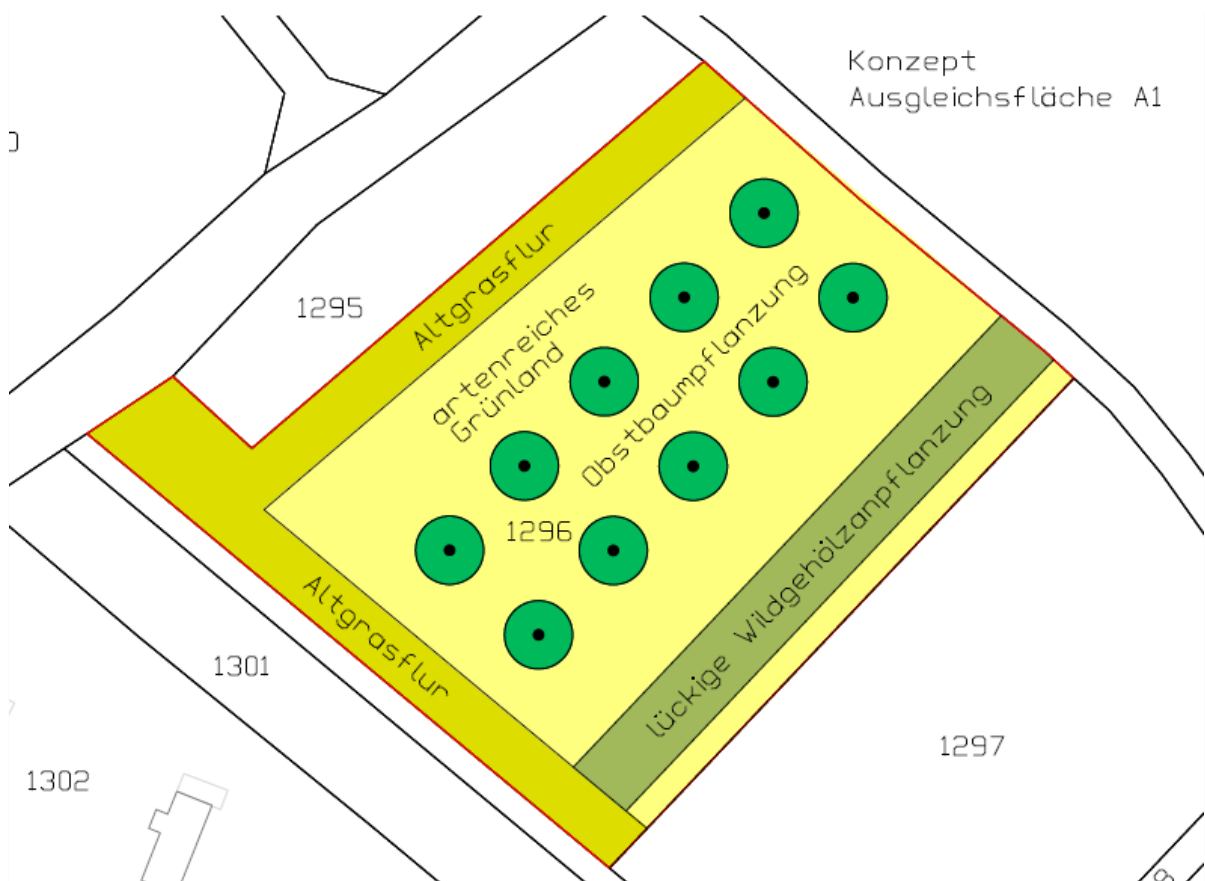 Konzept
Ausgleichsfläche A1
1295
Altgrasflur
artenreiches
Grünland
Obstbaumpflanzung
1296
lückige Wildgehölzanpflanzung
Altgrasflur
1301
1297
1302